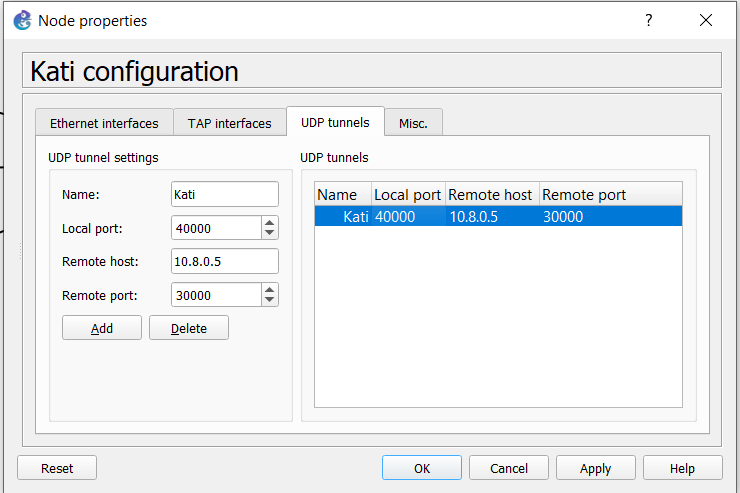 Node properties
?
Kati configuration
Ethernet interfaces TAP interfaces UDP tunnels Misc.
UDP tunnel settings
Name: Kati
Local port: 40000
Remote host: 10.8.0.5
Remote port: 30000
Add Delete
UDP tunnels
Name Local port Remote host Remote port
Kati 40000 10.8.0.5 30000
Reset OK Cancel Apply Help